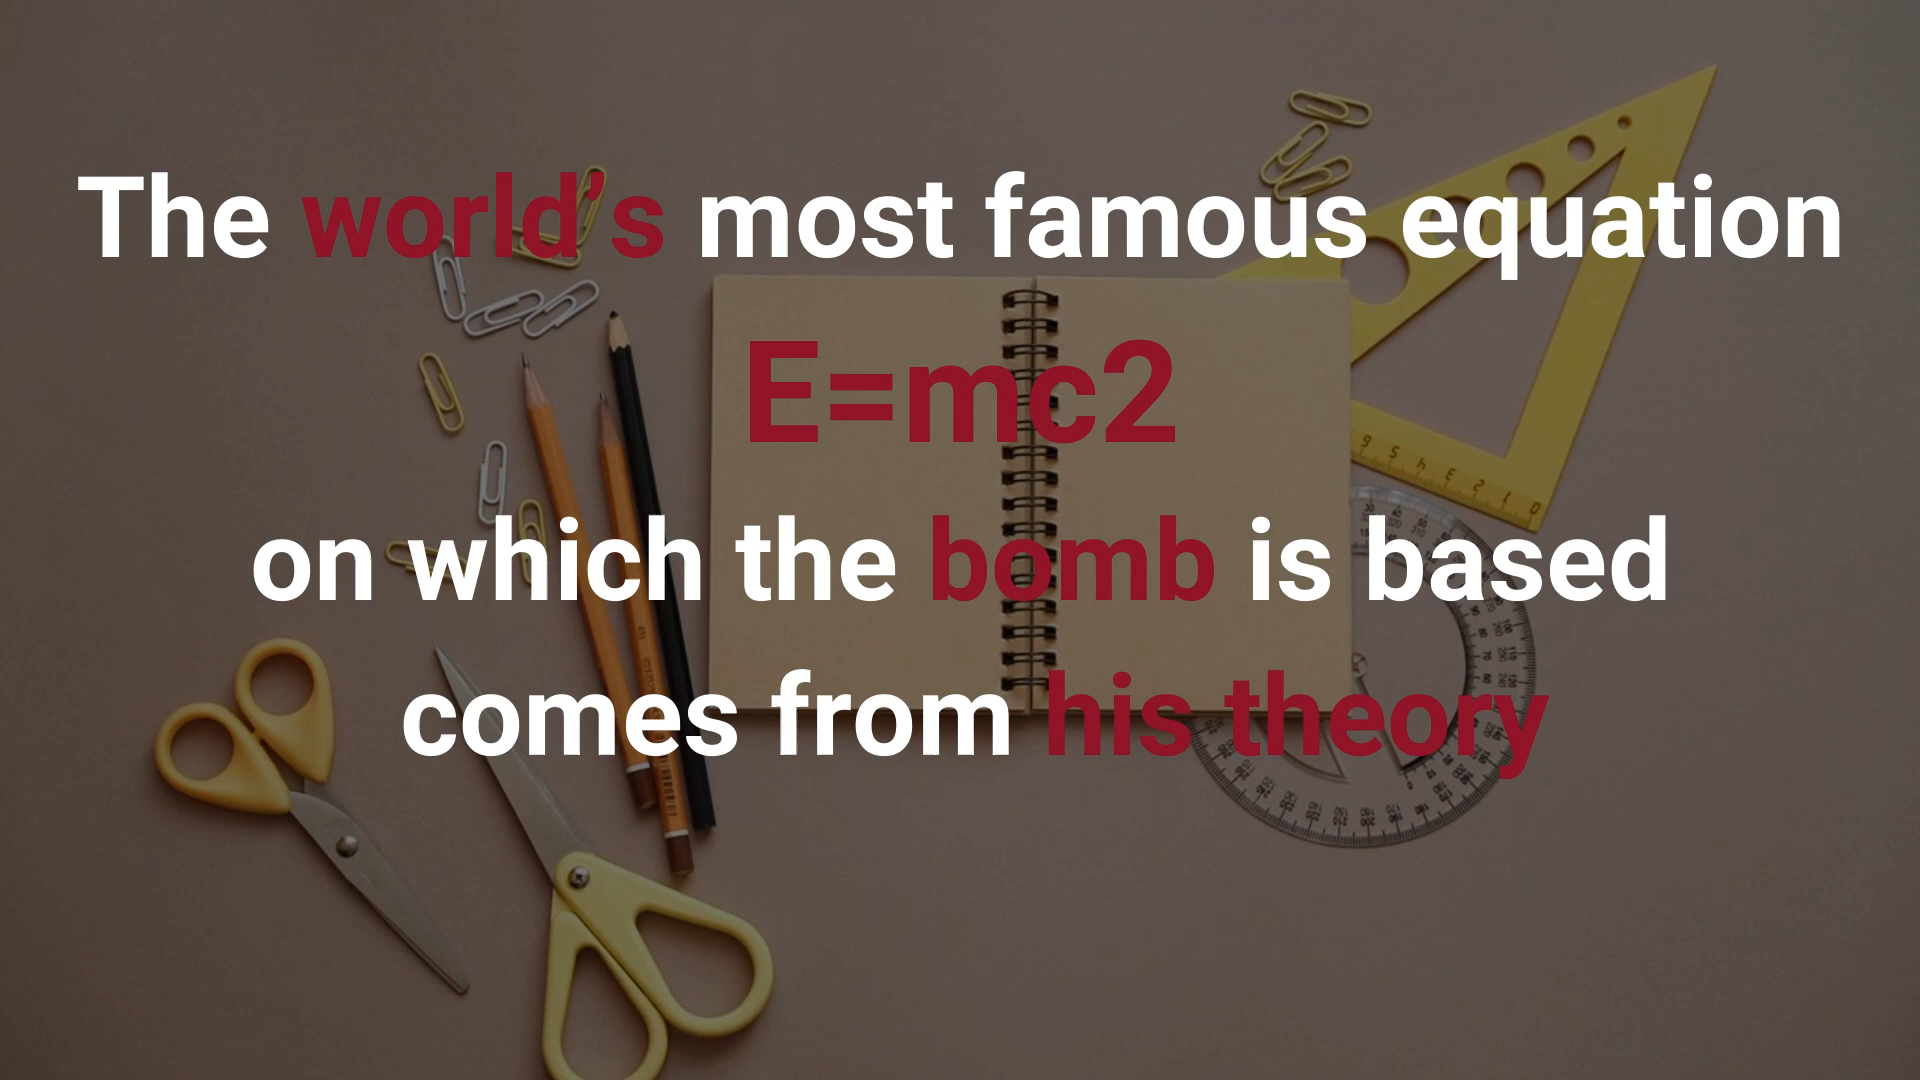 The world’s most famous equation
E=mc2
on which the bomb is based
comes from his theory